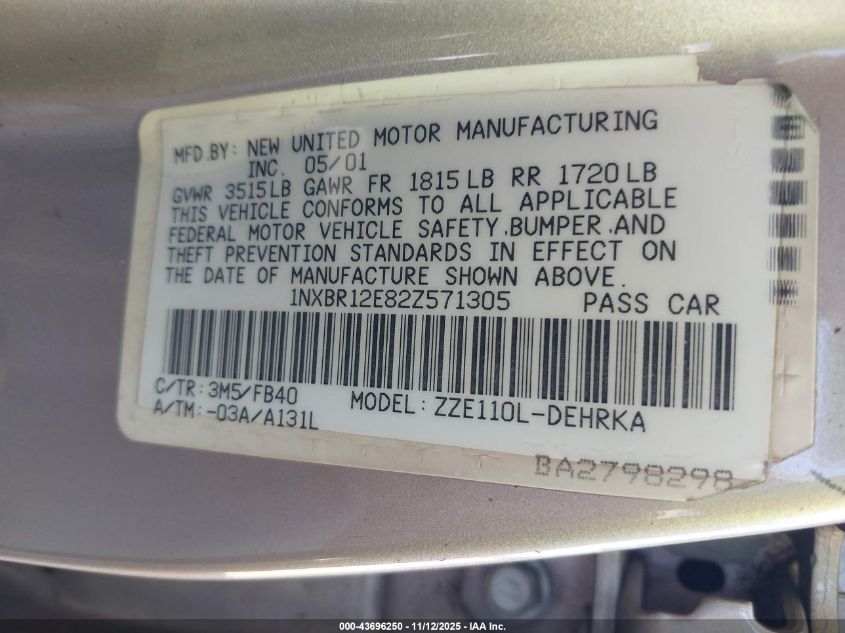 MFD.BY: NEW UNITED MOTOR MANUFACTURING
INC. 05/01
GVWR 3515LB GAWR FR 1815LB RR 1720LB
THIS VEHICLE CONFORMS TO ALL APPLICABLE
FEDERAL MOTOR VEHICLE SAFETY,BUMPER,AND
THEFT PREVENTION STANDARDS IN EFFECT ON
THE DATE OF MANUFACTURE SHOWN ABOVE.
1NXBR12E82Z571305 PASS CAR
C/TR: 3M5/FB40
A/TM:-03A/A131L MODEL: ZZE110L-DEHRKA
BA2798298
000-43696250 - 11/12/2025 - IAA Inc.